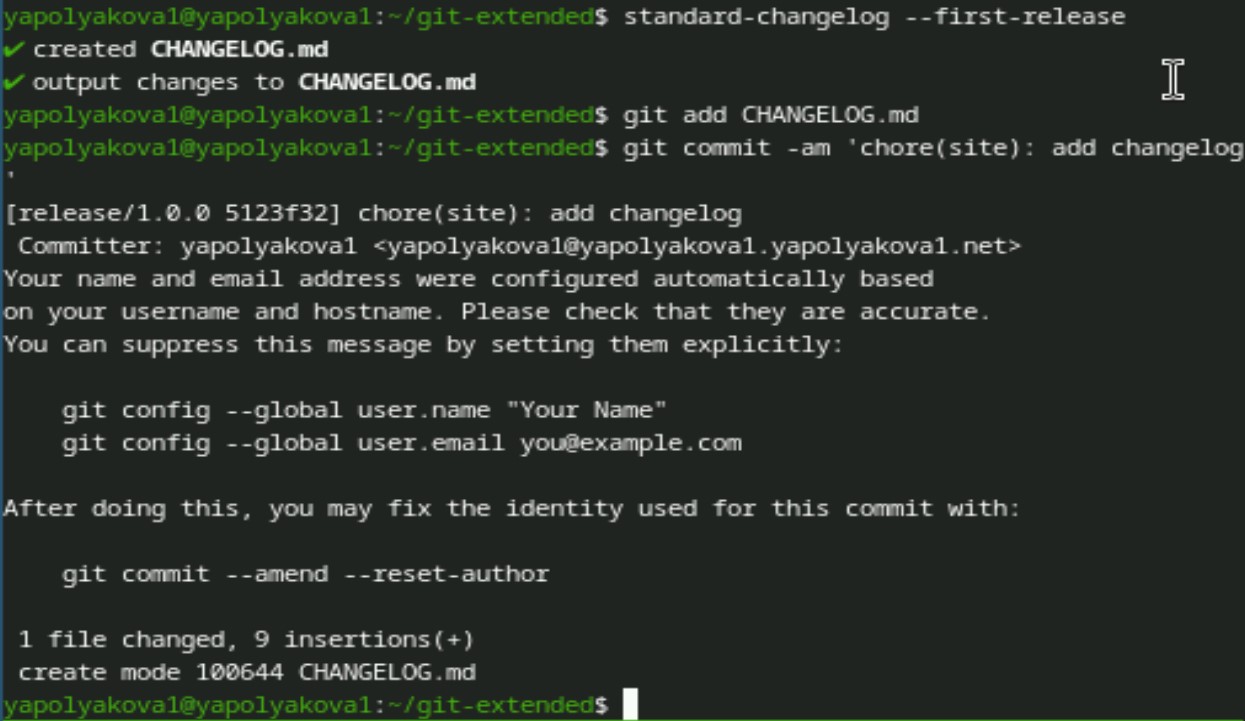 yapolyakova1@yapolyakova1:~/git-extended$ standard-changelog --first-release
✔ created CHANGELOG.md
✔ output changes to CHANGELOG.md
yapolyakova1@yapolyakova1:~/git-extended$ git add CHANGELOG.md
yapolyakova1@yapolyakova1:~/git-extended$ git commit -am 'chore(site): add changelog
'
[release/1.0.0 5123f32] chore(site): add changelog
 Committer: yapolyakova1 <yapolyakova1@yapolyakova1.yapolyakova1.net>
Your name and email address were configured automatically based
on your username and hostname. Please check that they are accurate.
You can suppress this message by setting them explicitly:

    git config --global user.name "Your Name"
    git config --global user.email you@example.com

After doing this, you may fix the identity used for this commit with:

    git commit --amend --reset-author

 1 file changed, 9 insertions(+)
 create mode 100644 CHANGELOG.md
yapolyakova1@yapolyakova1:~/git-extended$